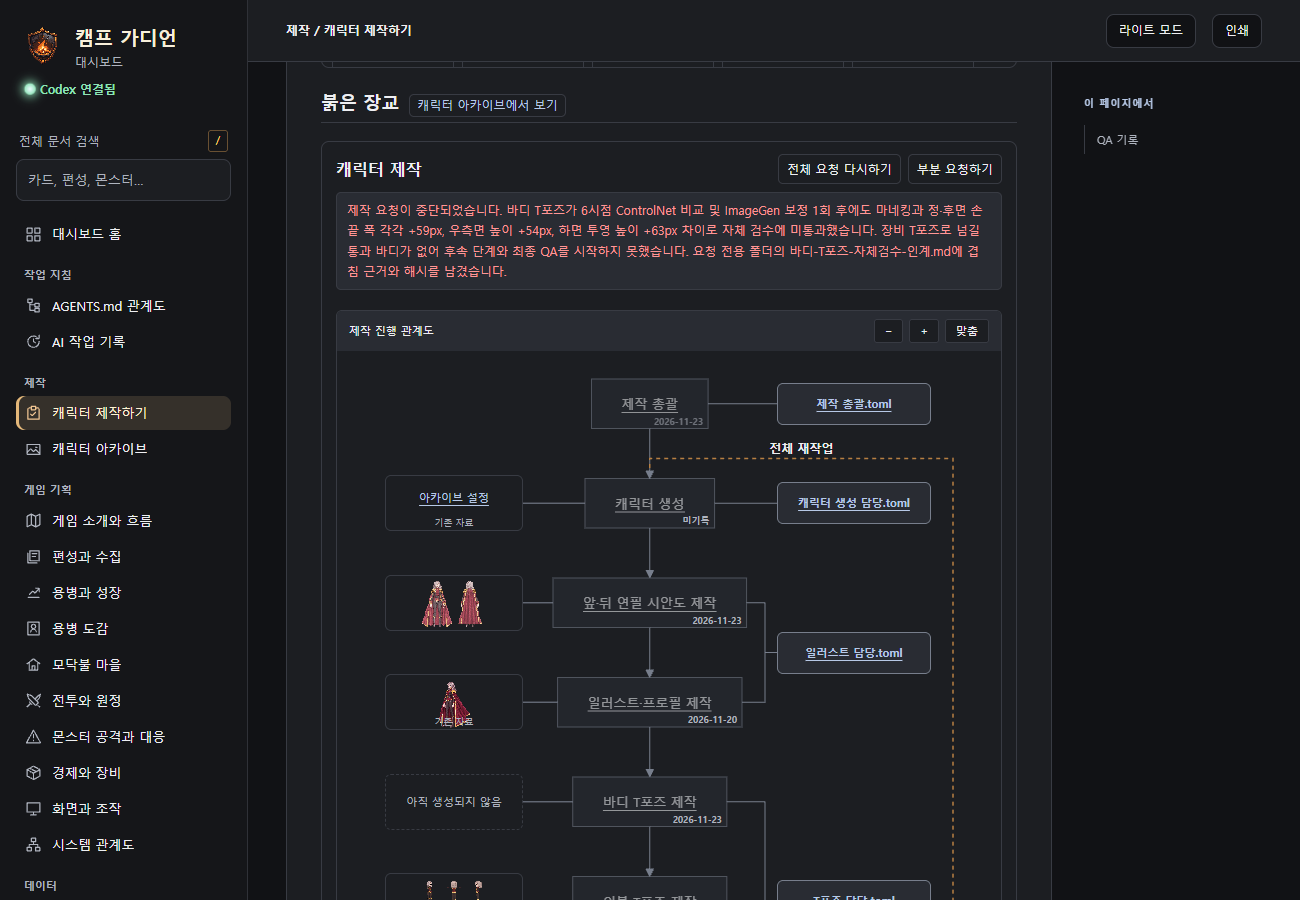 캠프 가디언
대시보드
Codex 연결됨
전체 문서 검색
/
카드, 편성, 몬스터...
대시보드 홈
작업 지침
AGENTS.md 관계도
AI 작업 기록
제작
캐릭터 제작하기
캐릭터 아카이브
게임 기획
게임 소개와 흐름
편성과 수집
용병과 성장
용병 도감
모닥불 마을
전투와 원정
몬스터 공격과 대응
경제와 장비
화면과 조작
시스템 관계도
데이터
제작 / 캐릭터 제작하기
라이트 모드
인쇄
붉은 장교
캐릭터 아카이브에서 보기
캐릭터 제작
전체 요청 다시하기
부분 요청하기
제작 요청이 중단되었습니다. 바디 T포즈가 6시점 ControlNet 비교 및 ImageGen 보정 1회 후에도 마네킹과 정·후면 손
끝 폭 각각 +59px, 우측면 높이 +54px, 하면 투영 높이 +63px 차이로 자체 검수에 미통과했습니다. 장비 T포즈로 넘길
통과 바디가 없어 후속 단계와 최종 QA를 시작하지 못했습니다. 요청 전용 폴더의 바디-T포즈-자체검수-인계.md에 겹
침 근거와 해시를 남겼습니다.
제작 진행 관계도
−
+
맞춤
제작 총괄
2026-11-23
제작 총괄.toml
전체 재작업
아카이브 설정
기존 자료
캐릭터 생성
미기록
캐릭터 생성 담당.toml
앞·뒤 연필 시안도 제작
2026-11-23
일러스트 담당.toml
기존 자료
일러스트·프로필 제작
2026-11-20
아직 생성되지 않음
바디 T포즈 제작
2026-11-23
이 페이지에서
QA 기록